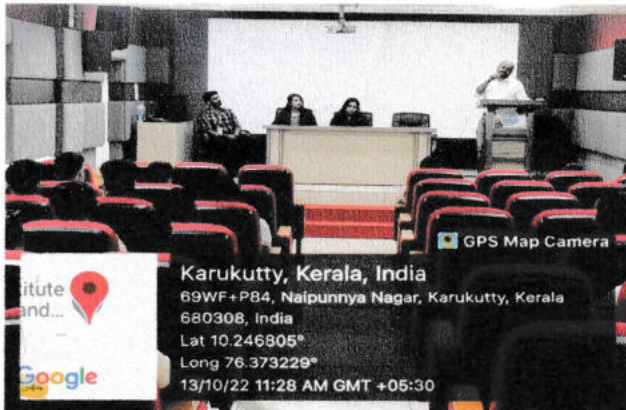 GPS Map Camera
Karukutty, Kerala, India
69WF+P84, Naipunnya Nagar, Karukutty, Kerala
680308, India
Lat 10.246805°
Long 76.373229°
13/10/22 11:28 AM GMT +05:30
itute
and...
Google